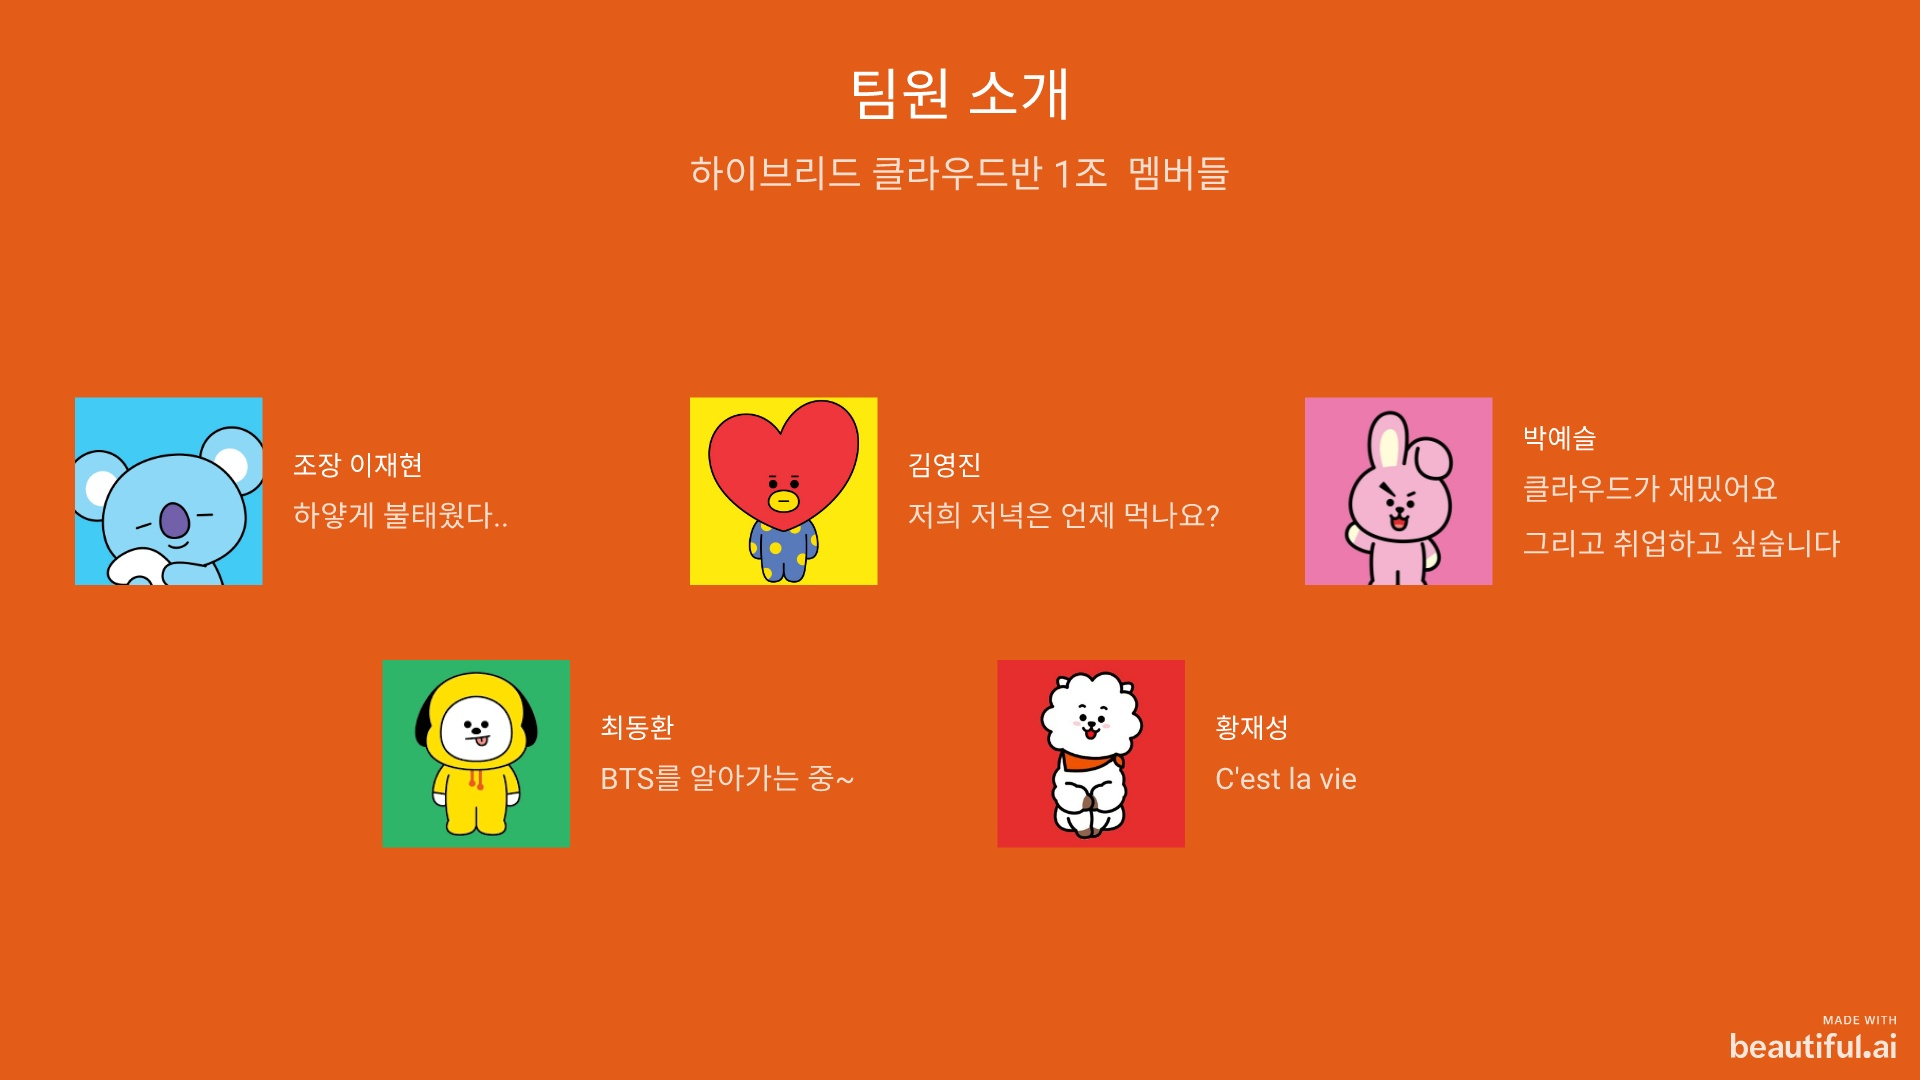 팀원 소개
하이브리드 클라우드반 1조 멤버들
조장 이재현
하얗게 불태웠다..
김영진
저희 저녁은 언제 먹나요?
박예슬
클라우드가 재밌어요
그리고 취업하고 싶습니다
최동환
BTS를 알아가는 중~
황재성
C'est la vie
MADE WITH
beautiful.ai